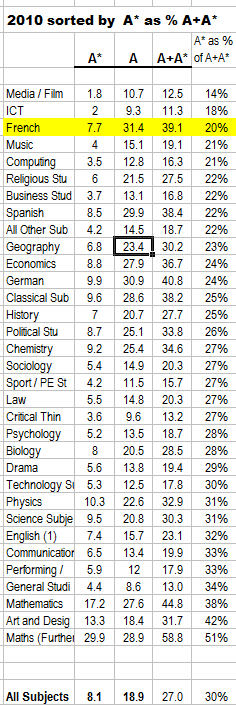 2010 sorted by A* as % A+A*
A* as %
A* A A+A* of A+A*
Media / Film 1.8 10.7 12.5 14%
ICT 2 9.3 11.3 18%
French 7.7 31.4 39.1 20%
Music 4 15.1 19.1 21%
Computing 3.5 12.8 16.3 21%
Religious Stu 6 21.5 27.5 22%
Business Stud 3.7 13.1 16.8 22%
Spanish 8.5 29.9 38.4 22%
All Other Sub 4.2 14.5 18.7 22%
Geography 6.8 23.4 30.2 23%
Economics 8.8 27.9 36.7 24%
German 9.9 30.9 40.8 24%
Classical Sub 9.6 28.6 38.2 25%
History 7 20.7 27.7 25%
Political Stu 8.7 25.1 33.8 26%
Chemistry 9.2 25.4 34.6 27%
Sociology 5.4 14.9 20.3 27%
Sport / PE St 4.2 11.5 15.7 27%
Law 5.5 14.8 20.3 27%
Critical Thin 3.6 9.6 13.2 27%
Psychology 5.2 13.5 18.7 28%
Biology 8 20.5 28.5 28%
Drama 5.6 13.8 19.4 29%
Technology S 5.3 12.5 17.8 30%
Physics 10.3 22.6 32.9 31%
Science Subje 9.5 20.8 30.3 31%
English (1) 7.4 15.7 23.1 32%
Communication 6.5 13.4 19.9 33%
Performing / 5.9 12 17.9 33%
General Studi 4.4 8.6 13.0 34%
Mathematics 17.2 27.6 44.8 38%
Art and Desig 13.3 18.4 31.7 42%
Maths (Further 29.9 28.9 58.8 51%
All Subjects 8.1 18.9 27.0 30%